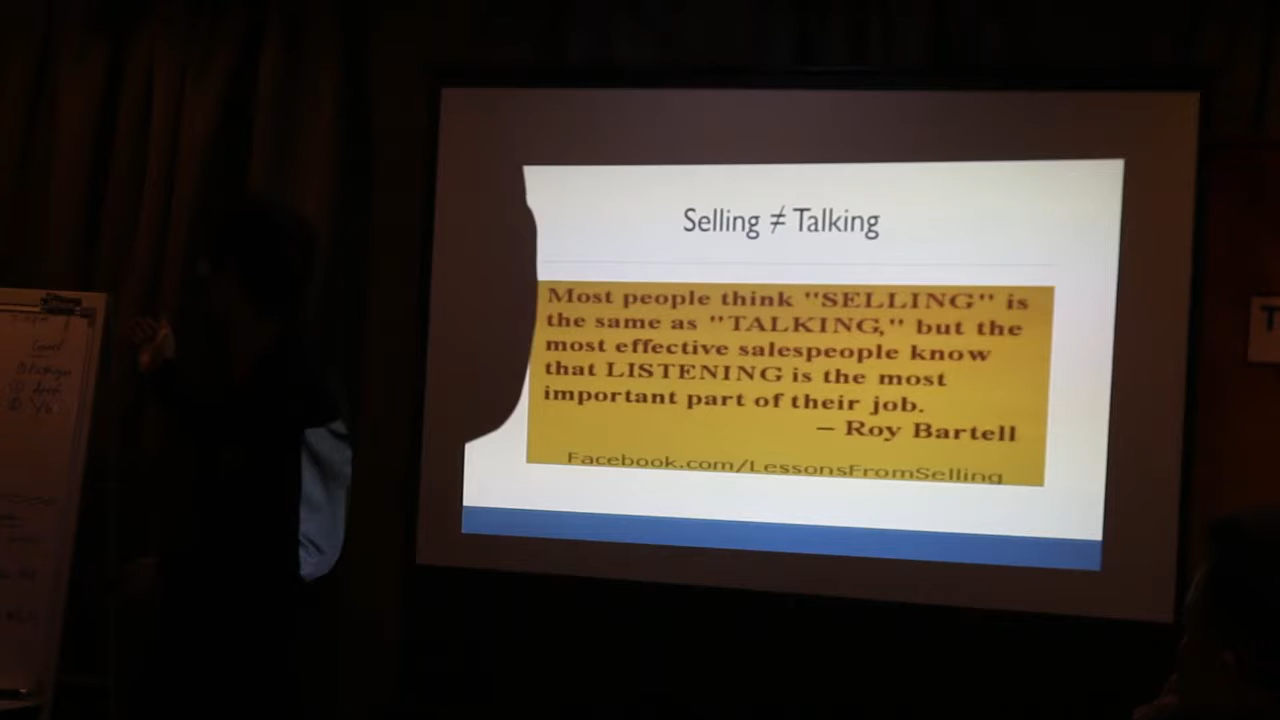 Selling ≠ Talking
Most people think "SELLING" is
the same as "TALKING," but the
most effective salespeople know
that LISTENING is the most
important part of their job.
– Roy Bartell
Facebook.com/LessonsFromSelling
T